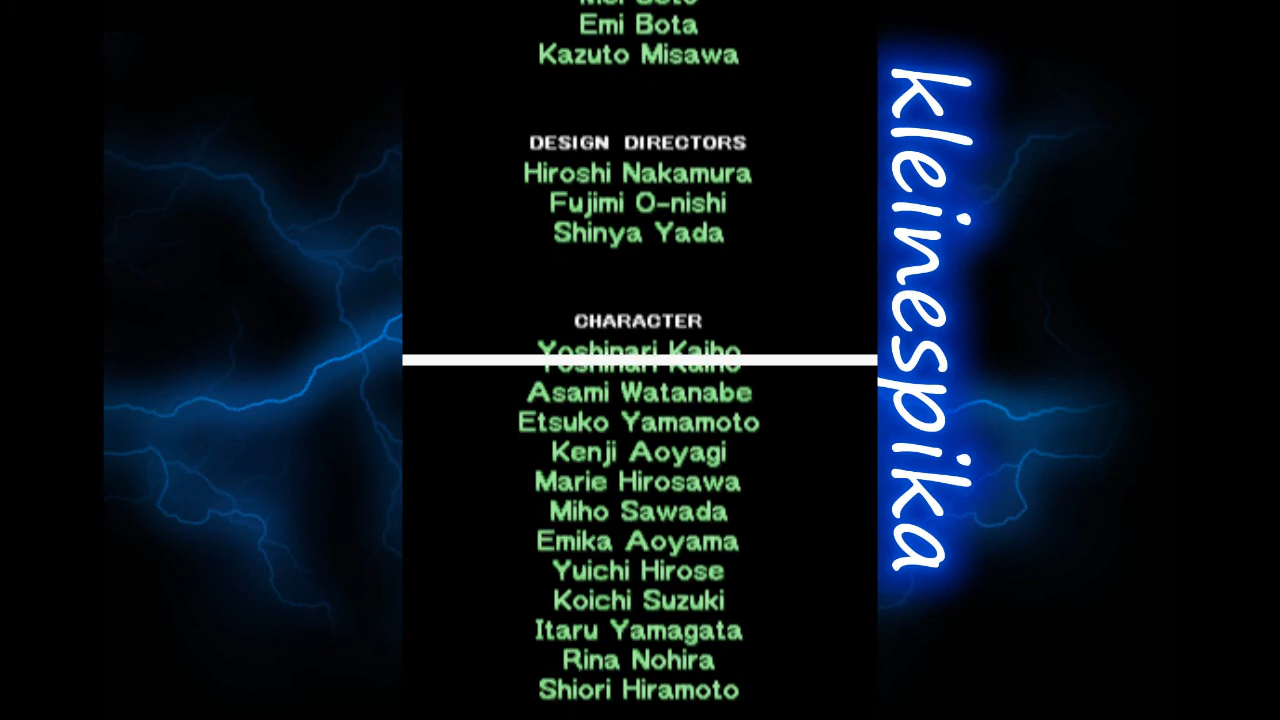 Emi Bota
Kazuto Misawa
DESIGN DIRECTORS
Hiroshi Nakamura
Fujimi O-nishi
Shinya Yada
CHARACTER
Yoshinari Kaiho
Asami Watanabe
Etsuko Yamamoto
Kenji Aoyagi
Marie Hirosawa
Miho Sawada
Emika Aoyama
Yuichi Hirose
Koichi Suzuki
Itaru Yamagata
Rina Nohira
Shiori Hiramoto
kleinespika